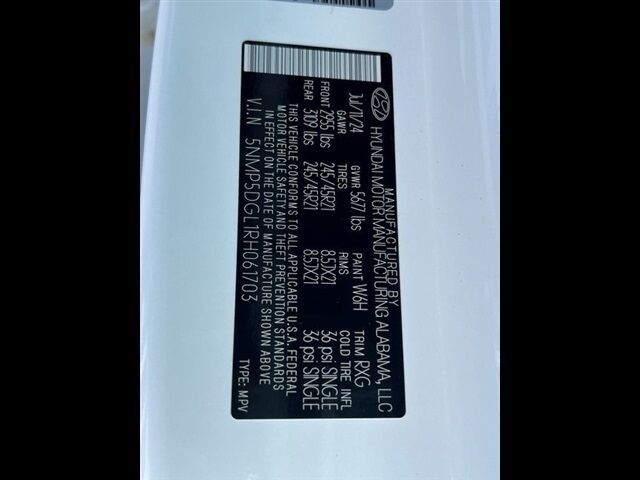 MANUFACTURED BY
HYUNDAI MOTOR MANUFACTURING ALABAMA, LLC
JUl/11/24 GVWR 5677 lbs PAINT W6H TRIM RXG
GAWR TIRES RIMS COLD TIRE INFL
FRONT 2955 lbs 245/45R21 8.5JX21 36 psi SINGLE
REAR 3109 lbs 245/45R21 8.5JX21 36 psi SINGLE
THIS VEHICLE CONFORMS TO ALL APPLICABLE U.S.A. FEDERAL
MOTOR VEHICLE SAFETY AND THEFT PREVENTION STANDARDS
IN EFFECT ON THE DATE OF MANUFACTURE SHOWN ABOVE
V.I.N 5NMP5DGL1RH061703 TYPE: MPV